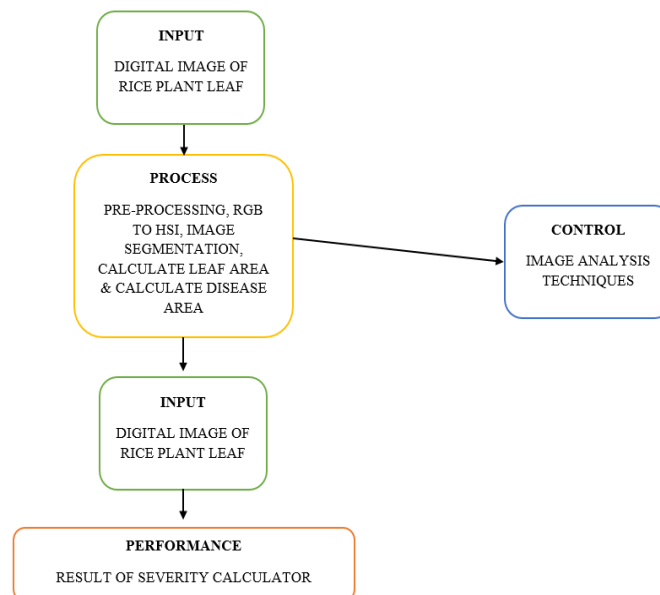 INPUT
DIGITAL IMAGE OF
RICE PLANT LEAF
PROCESS
PRE-PROCESSING, RGB
TO HSI, IMAGE
SEGMENTATION,
CALCULATE LEAF AREA
& CALCULATE DISEASE
AREA
CONTROL
IMAGE ANALYSIS
TECHNIQUES
INPUT
DIGITAL IMAGE OF
RICE PLANT LEAF
PERFORMANCE
RESULT OF SEVERITY CALCULATOR